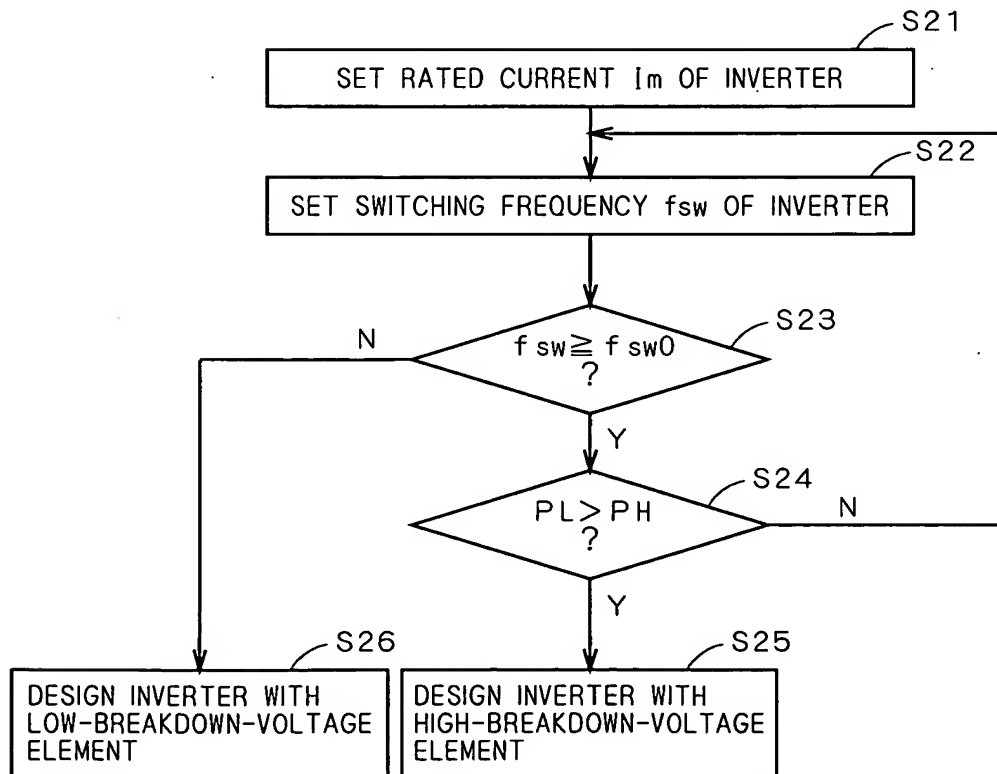 S21
SET RATED CURRENT Im OF INVERTER
S22
SET SWITCHING FREQUENCY fsw OF INVERTER
S23
N
fsw≧fsw0
?
Y
S24
PL>PH
?
N
Y
S26
S25
DESIGN INVERTER WITH
LOW-BREAKDOWN-VOLTAGE
ELEMENT
DESIGN INVERTER WITH
HIGH-BREAKDOWN-VOLTAGE
ELEMENT